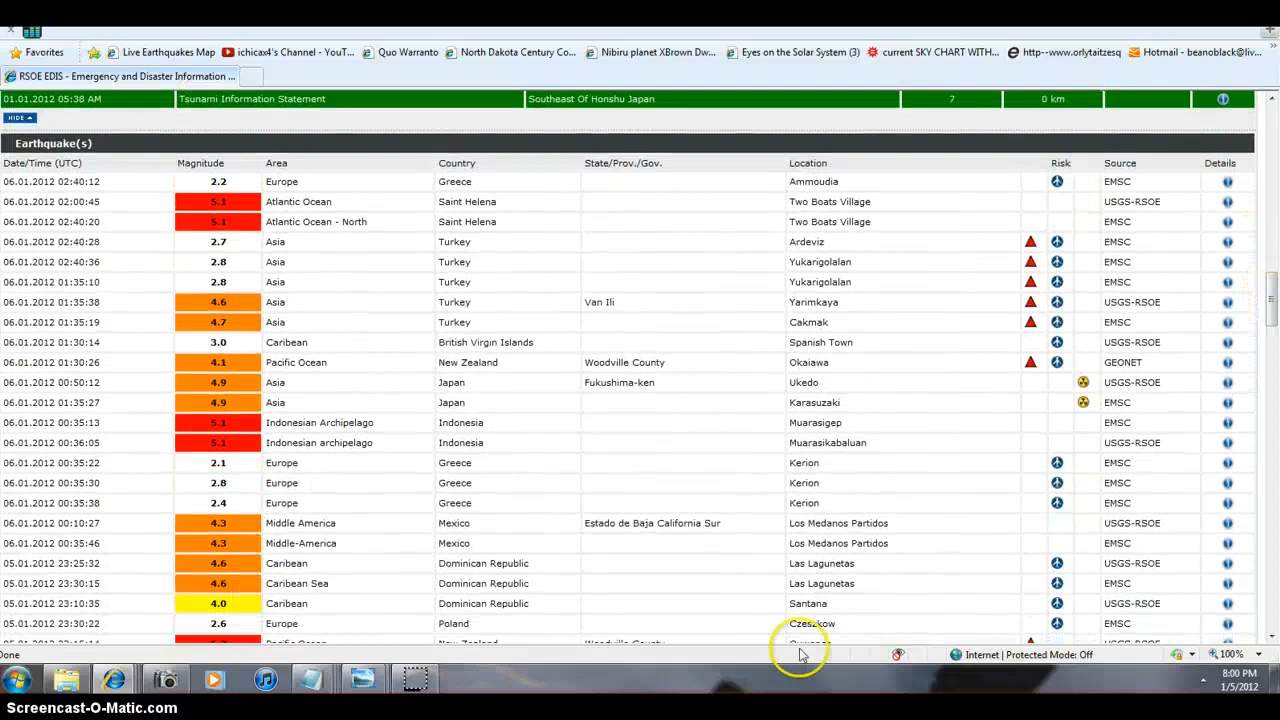 Favorites Live Earthquakes Map ichicax4's Channel - YouT... Quo Warranto North Dakota Century Co... Nibiru planet XBrown Dw... Eyes on the Solar System (3) current SKY CHART WITH... http--www.orlytaitzesq Hotmail - beanoblack@liv...
RSOE EDIS - Emergency and Disaster Information ...
01.01.2012 05:38 AM Tsunami Information Statement Southeast Of Honshu Japan 7 0 km
HIDE
Earthquake(s)
Date/Time (UTC) Magnitude Area Country State/Prov./Gov. Location Risk Source Details
06.01.2012 02:40:12 2.2 Europe Greece Ammoudia EMSC
06.01.2012 02:00:45 5.1 Atlantic Ocean Saint Helena Two Boats Village USGS-RSOE
06.01.2012 02:40:20 5.1 Atlantic Ocean - North Saint Helena Two Boats Village EMSC
06.01.2012 02:40:28 2.7 Asia Turkey Ardeviz EMSC
06.01.2012 02:40:36 2.8 Asia Turkey Yukarigolalan EMSC
06.01.2012 01:35:10 2.8 Asia Turkey Yukarigolalan EMSC
06.01.2012 01:35:38 4.6 Asia Turkey Van Ili Yarimkaya USGS-RSOE
06.01.2012 01:35:19 4.7 Asia Turkey Cakmak EMSC
06.01.2012 01:30:14 3.0 Caribean British Virgin Islands Spanish Town USGS-RSOE
06.01.2012 01:30:26 4.1 Pacific Ocean New Zealand Woodville County Okaiawa GEONET
06.01.2012 00:50:12 4.9 Asia Japan Fukushima-ken Ukedo USGS-RSOE
06.01.2012 01:35:27 4.9 Asia Japan Karasuzaki EMSC
06.01.2012 00:35:13 5.1 Indonesian Archipelago Indonesia Muarasigep EMSC
06.01.2012 00:36:05 5.1 Indonesian archipelago Indonesia Muarasikabaluan USGS-RSOE
06.01.2012 00:35:22 2.1 Europe Greece Kerion EMSC
06.01.2012 00:35:30 2.8 Europe Greece Kerion EMSC
06.01.2012 00:35:38 2.4 Europe Greece Kerion EMSC
06.01.2012 00:10:27 4.3 Middle America Mexico Estado de Baja California Sur Los Medanos Partidos USGS-RSOE
06.01.2012 00:35:46 4.3 Middle-America Mexico Los Medanos Partidos EMSC
05.01.2012 23:25:32 4.6 Caribean Dominican Republic Las Lagunetas USGS-RSOE
05.01.2012 23:30:15 4.6 Caribean Sea Dominican Republic Las Lagunetas EMSC
05.01.2012 23:10:35 4.0 Caribean Dominican Republic Santana USGS-RSOE
05.01.2012 23:30:22 2.6 Europe Poland Czeszkow EMSC
Done Internet | Protected Mode: Off 100%
8:00 PM
1/5/2012
Screencast-O-Matic.com